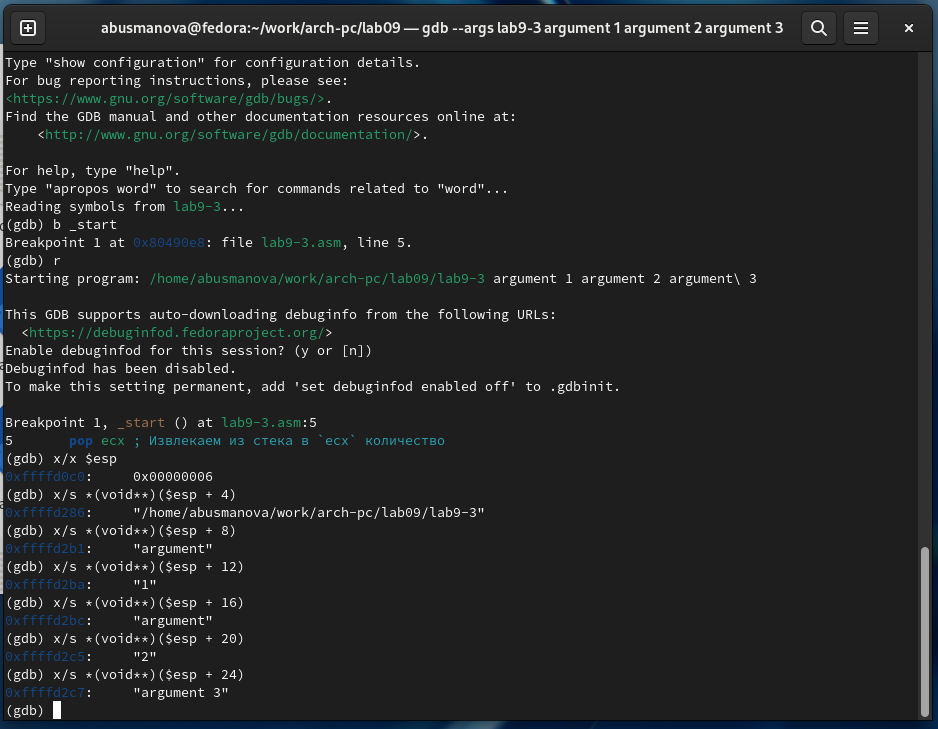 abusmanova@fedora:~/work/arch-pc/lab09 — gdb --args lab9-3 argument 1 argument 2 argument 3
Type "show configuration" for configuration details.
For bug reporting instructions, please see:
<https://www.gnu.org/software/gdb/bugs/>.
Find the GDB manual and other documentation resources online at:
    <http://www.gnu.org/software/gdb/documentation/>.

For help, type "help".
Type "apropos word" to search for commands related to "word"...
Reading symbols from lab9-3...
(gdb) b _start
Breakpoint 1 at 0x80490e8: file lab9-3.asm, line 5.
(gdb) r
Starting program: /home/abusmanova/work/arch-pc/lab09/lab9-3 argument 1 argument 2 argument\ 3

This GDB supports auto-downloading debuginfo from the following URLs:
  <https://debuginfod.fedoraproject.org/>
Enable debuginfod for this session? (y or [n])
Debuginfod has been disabled.
To make this setting permanent, add 'set debuginfod enabled off' to .gdbinit.

Breakpoint 1, _start () at lab9-3.asm:5
5       pop ecx ; Извлекаем из стека в `ecx` количество
(gdb) x/x $esp
0xffffd0c0:     0x00000006
(gdb) x/s *(void**)($esp + 4)
0xffffd286:     "/home/abusmanova/work/arch-pc/lab09/lab9-3"
(gdb) x/s *(void**)($esp + 8)
0xffffd2b1:     "argument"
(gdb) x/s *(void**)($esp + 12)
0xffffd2ba:     "1"
(gdb) x/s *(void**)($esp + 16)
0xffffd2bc:     "argument"
(gdb) x/s *(void**)($esp + 20)
0xffffd2c5:     "2"
(gdb) x/s *(void**)($esp + 24)
0xffffd2c7:     "argument 3"
(gdb)